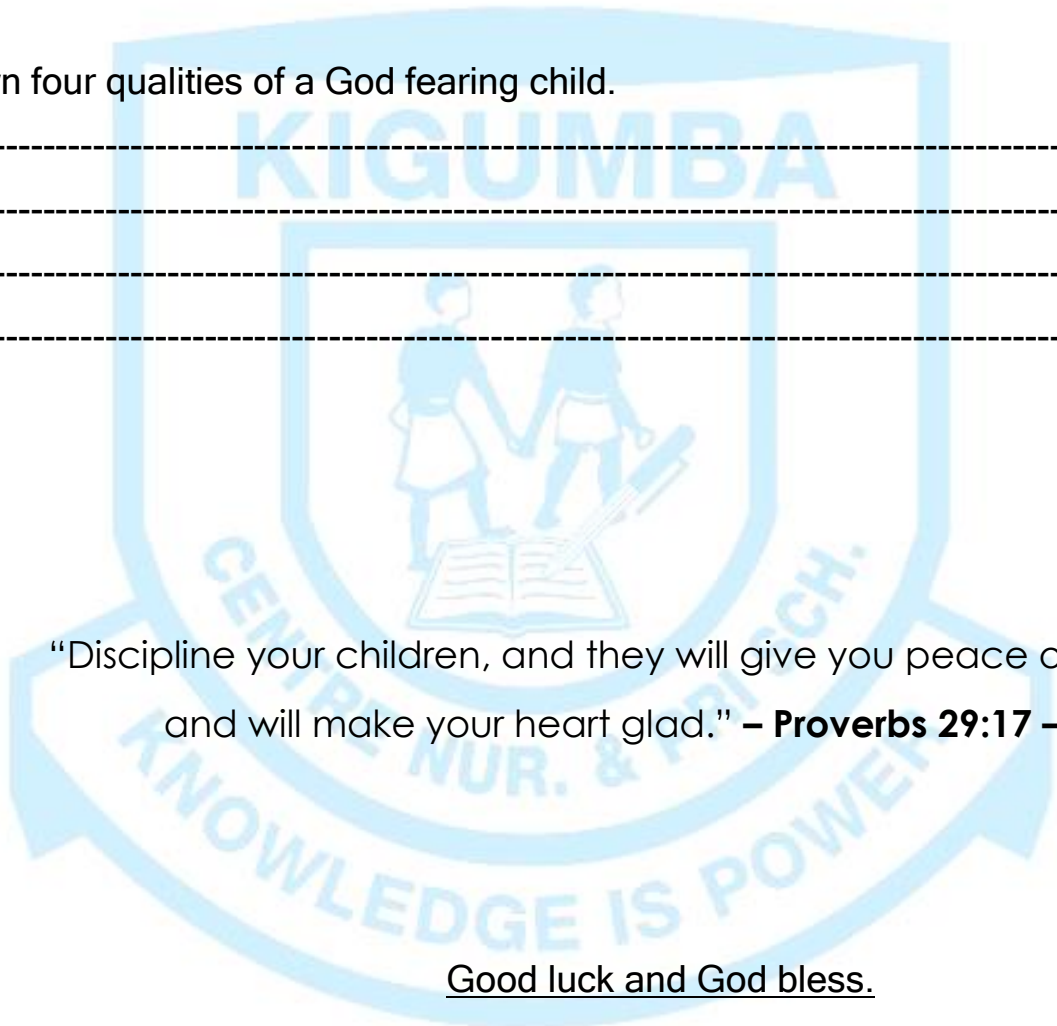 n four qualities of a God fearing child.
KIGUMBA
"Discipline your children, and they will give you peace
and will make your heart glad." – Proverbs 29:17 –
CENTRE NUR. & PRI SCH.
KNOWLEDGE IS POWER
Good luck and God bless.